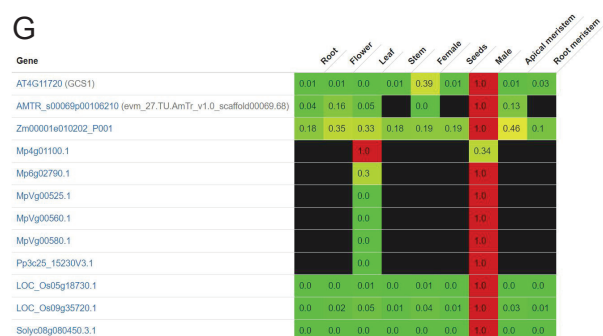 G
Gene Root Flower Leaf Stem Female Seeds Male Apical meristem Root meristem
AT4G11720 (GCS1) 0.01 0.01 0.0 0.01 0.39 0.01 1.0 0.01 0.03
AMTR_s00069p00106210 (evm_27.TU.AmTr_v1.0_scaffold00069.68) 0.04 0.16 0.05 0.0 1.0 0.13
Zm00001e010202_P001 0.18 0.35 0.33 0.18 0.19 0.19 1.0 0.46 0.1
Mp4g01100.1 1.0 0.34
Mp6g02790.1 0.3 1.0
MpVg00525.1 0.0 1.0
MpVg00560.1 0.0 1.0
MpVg00580.1 0.0 1.0
Pp3c25_15230V3.1 0.0 1.0
LOC_Os05g18730.1 0.0 0.0 0.01 0.0 0.01 0.0 1.0 0.0 0.0
LOC_Os09g35720.1 0.0 0.02 0.05 0.01 0.04 0.01 1.0 0.03 0.01
Solyc08g080450.3.1 0.0 0.0 0.0 0.0 0.0 0.0 1.0 0.0 0.0